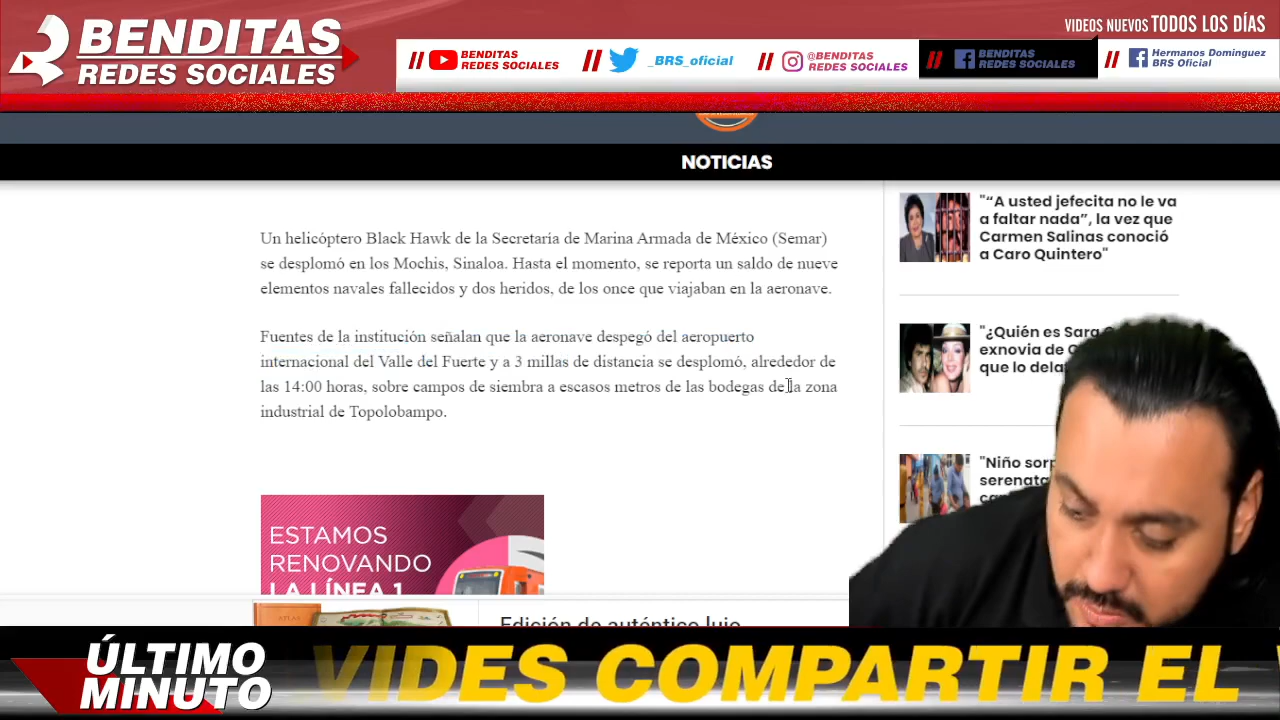 BENDITAS
REDES SOCIALES
VIDEOS NUEVOS TODOS LOS DÍAS
// BENDITAS
REDES SOCIALES
// _BRS_oficial
// @BENDITAS
REDES SOCIALES
// BENDITAS
REDES SOCIALES
// Hermanos Dominguez
BRS Oficial
NOTICIAS
Un helicóptero Black Hawk de la Secretaría de Marina Armada de México (Semar)
se desplomó en los Mochis, Sinaloa. Hasta el momento, se reporta un saldo de nueve
elementos navales fallecidos y dos heridos, de los once que viajaban en la aeronave.
Fuentes de la institución señalan que la aeronave despegó del aeropuerto
internacional del Valle del Fuerte y a 3 millas de distancia se desplomó, alrededor de
las 14:00 horas, sobre campos de siembra a escasos metros de las bodegas de la zona
industrial de Topolobampo.
"“A usted jefecita no le va
a faltar nada”, la vez que
Carmen Salinas conoció
a Caro Quintero"
"¿Quién es Sara
exnovia de
que lo
"Niño
ESTAMOS
RENOVANDO
LA LÍNEA 1
ATLAS
Edición de auténtico lujo
ÚLTIMO
MINUTO
VIDES COMPARTIR EL